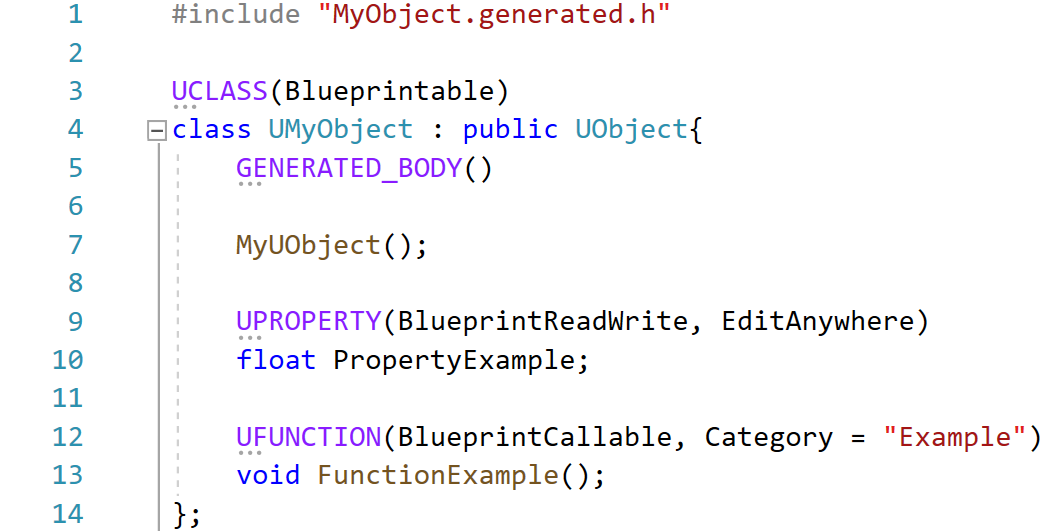 1 #include "MyObject.generated.h"
2
3 UCLASS(Blueprintable)
4 class UMyObject : public UObject{
5 GENERATED_BODY()
6
7 MyUObject();
8
9 UPROPERTY(BlueprintReadWrite, EditAnywhere)
10 float PropertyExample;
11
12 UFUNCTION(BlueprintCallable, Category = "Example")
13 void FunctionExample();
14 };